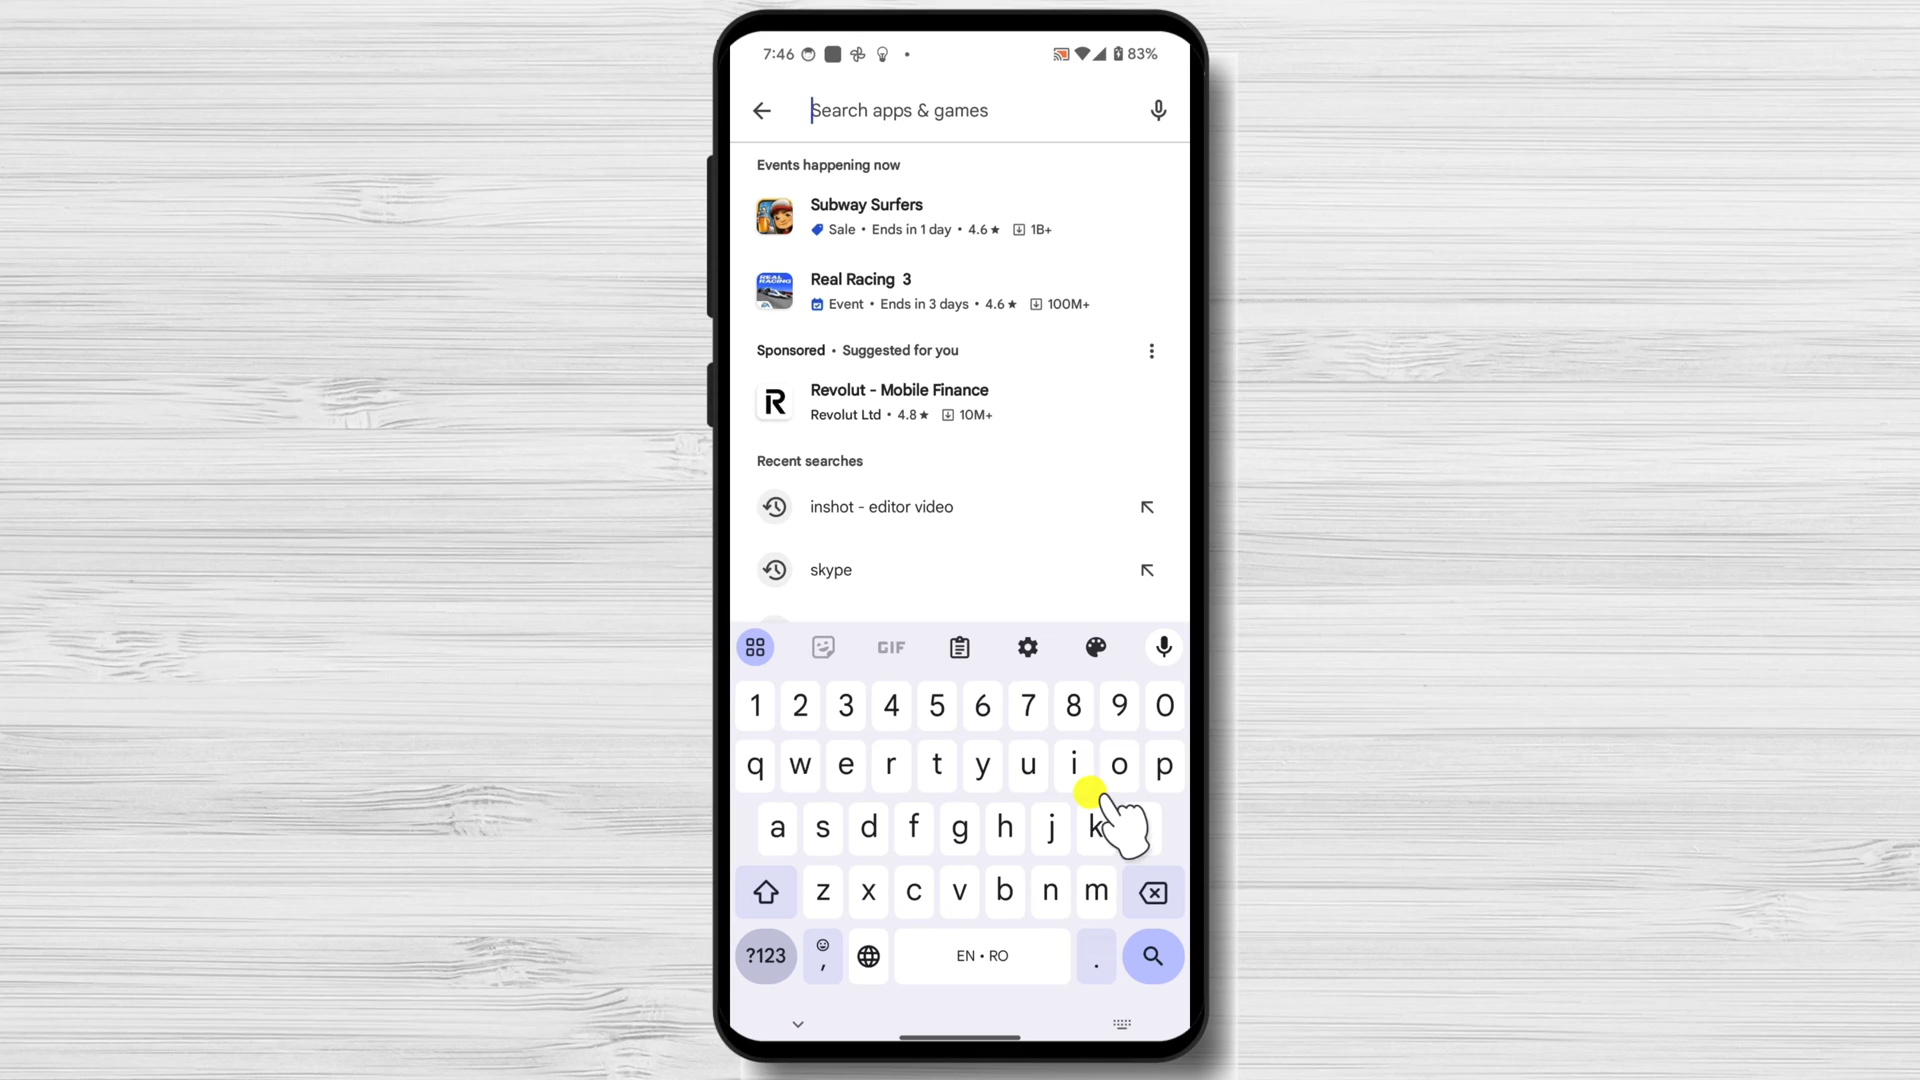 7:46 83%
Search apps & games
Events happening now
Subway Surfers
Sale • Ends in 1 day • 4.6★ 1B+
REAL RACING
Real Racing 3
Event • Ends in 3 days • 4.6★ 100M+
Sponsored • Suggested for you
Revolut - Mobile Finance
Revolut Ltd • 4.8★ 10M+
Recent searches
inshot - editor video
skype
GIF
1 2 3 4 5 6 7 8 9 0
q w e r t y u i o p
a s d f g h j k
z x c v b n m
?123 , EN • RO .